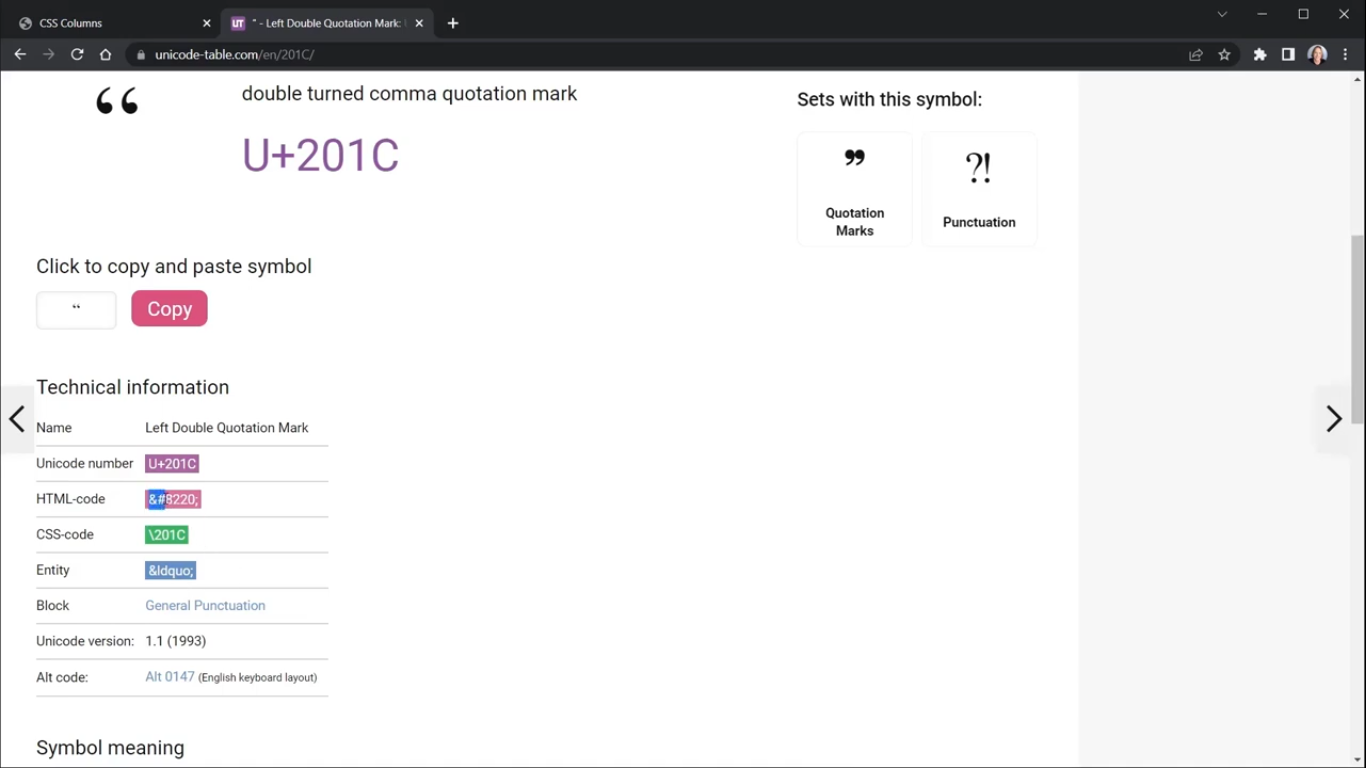 CSS Columns
UT
“ - Left Double Quotation Mark:
unicode-table.com/en/201C/
“
double turned comma quotation mark
U+201C
Sets with this symbol:
”
Quotation
Marks
?!
Punctuation
Click to copy and paste symbol
“
Copy
Technical information
Name Left Double Quotation Mark
Unicode number U+201C
HTML-code &#8220;
CSS-code \201C
Entity &ldquo;
Block General Punctuation
Unicode version: 1.1 (1993)
Alt code: Alt 0147 (English keyboard layout)
Symbol meaning